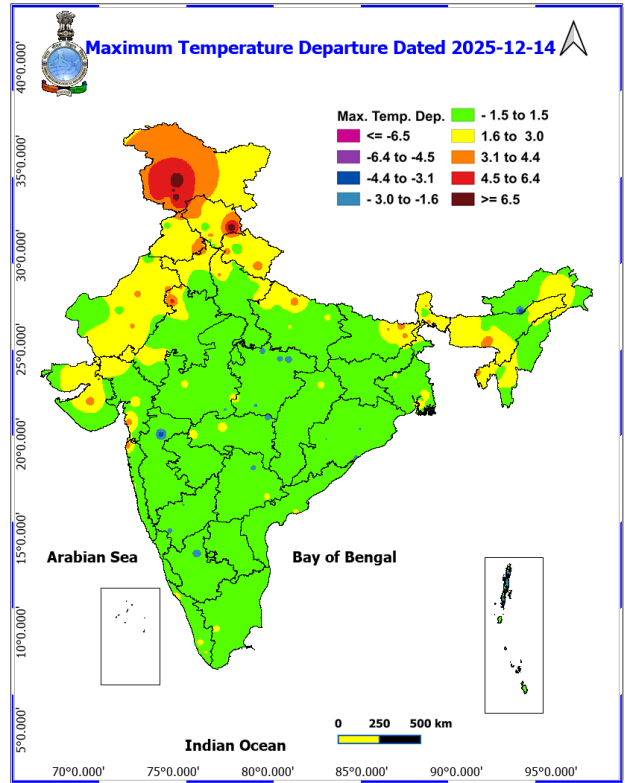 Maximum Temperature Departure Dated 2025-12-14
Max. Temp. Dep.
<= -6.5
-6.4 to -4.5
-4.4 to -3.1
- 3.0 to -1.6
- 1.5 to 1.5
1.6 to 3.0
3.1 to 4.4
4.5 to 6.4
>= 6.5
40°0.000'
35°0.000'
30°0.000'
25°0.000'
20°0.000'
15°0.000'
10°0.000'
5°0.000'
Arabian Sea
Bay of Bengal
Indian Ocean
0 250 500 km
70°0.000' 75°0.000' 80°0.000' 85°0.000' 90°0.000' 95°0.000'